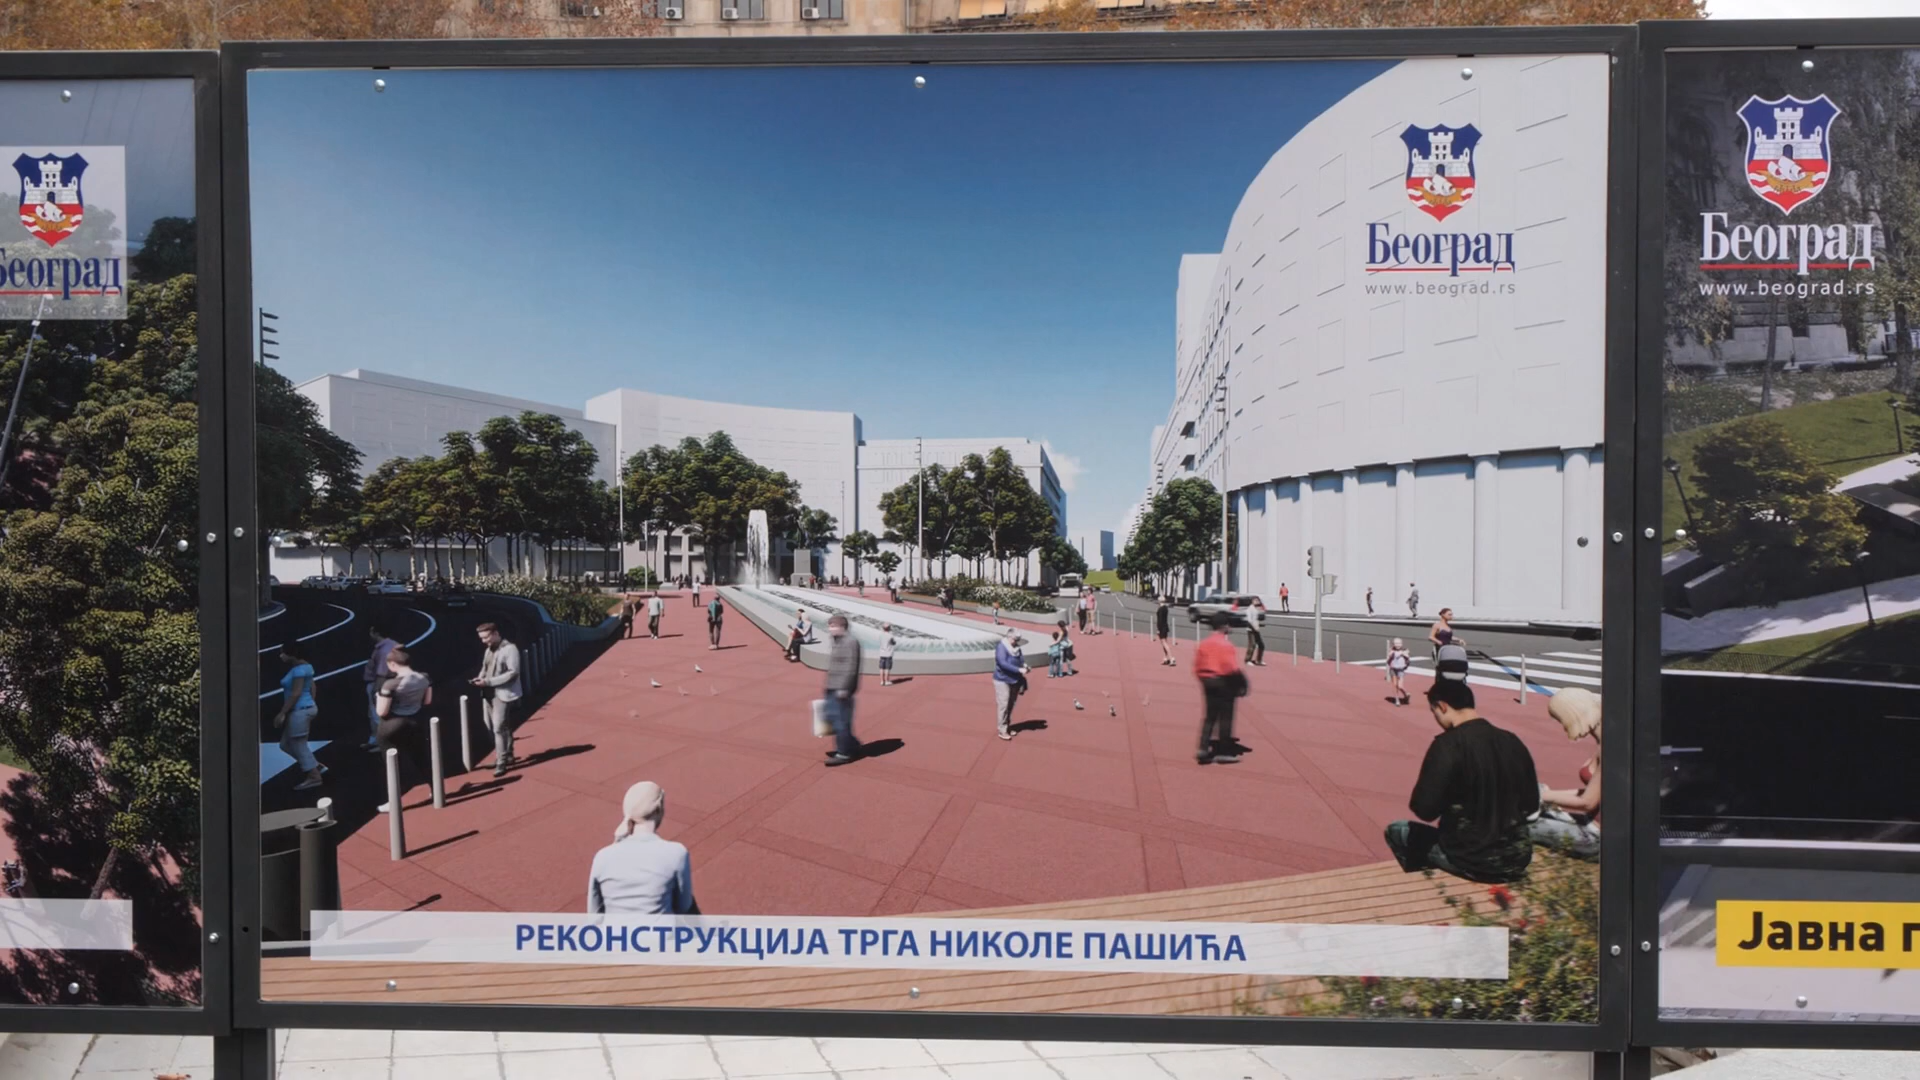 Београд
Београд
www.beograd.rs
РЕКОНСТРУКЦИЈА ТРГА НИКОЛЕ ПАШИЋА
Београд
www.beograd.rs
Јавна